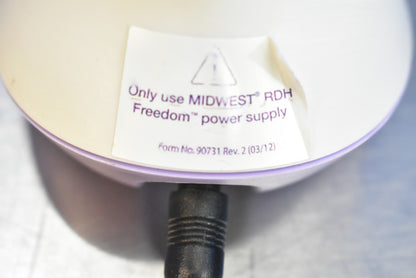 Only use MIDWEST® RDH
Freedom™ power supply
Form No. 90731 Rev. 2 (03/12)